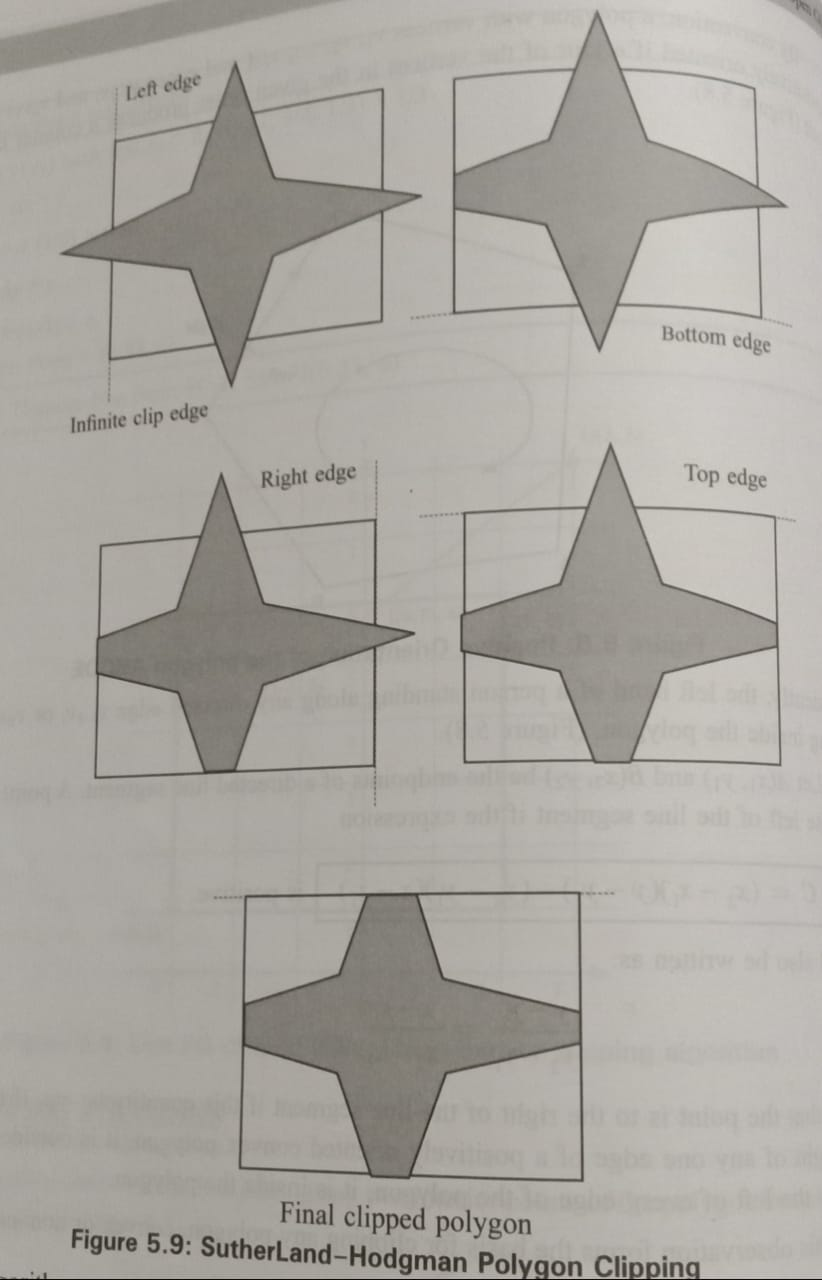 Left edge
Infinite clip edge
Bottom edge
Right edge
Top edge
Final clipped polygon
Figure 5.9: SutherLand–Hodgman Polygon Clipping